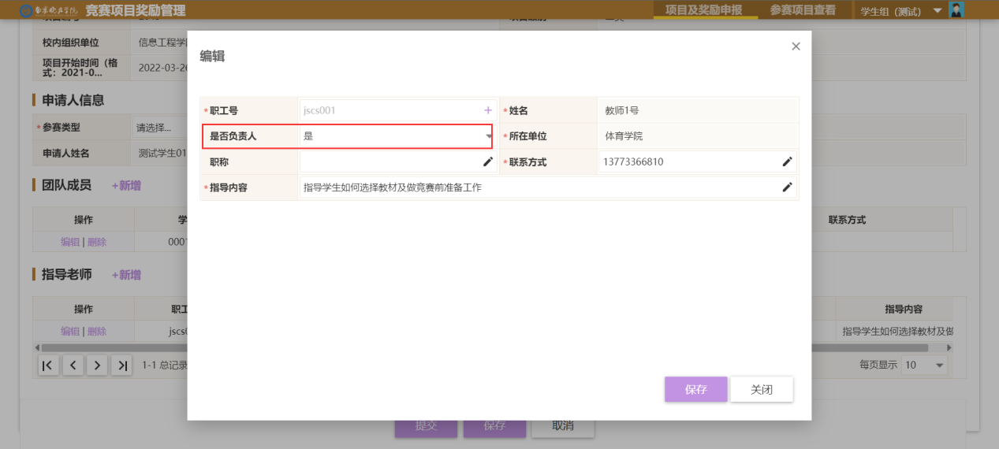 南京晓庄学院 竞赛项目奖励管理 项目及奖励申报 参赛项目查看 学生组（测试）
校内组织单位 信息工程学
项目开始时间（格式：2021-0... 2022-03-26
申请人信息
*参赛类型 请选择...
申请人姓名 测试学生01
团队成员 +新增
操作 学 联系方式
编辑 | 删除 0001
指导老师 +新增
操作 职工 指导内容
编辑 | 删除 jscs0 指导学生如何选择教材及做
1-1 总记录 每页显示 10
提交 保存 取消
编辑 ×
*职工号 jscs001 + *姓名 教师1号
是否负责人 是 *所在单位 体育学院
职称 *联系方式 13773366810
*指导内容 指导学生如何选择教材及做竞赛前准备工作
保存 关闭